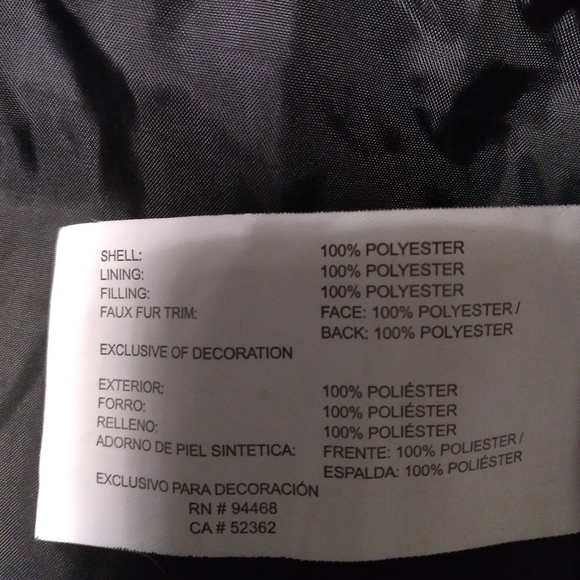 SHELL: 100% POLYESTER
LINING: 100% POLYESTER
FILLING: 100% POLYESTER
FAUX FUR TRIM: FACE: 100% POLYESTER /
BACK: 100% POLYESTER
EXCLUSIVE OF DECORATION
EXTERIOR: 100% POLIÉSTER
FORRO: 100% POLIÉSTER
RELLENO: 100% POLIÉSTER
ADORNO DE PIEL SINTETICA: FRENTE: 100% POLIÉSTER /
ESPALDA: 100% POLIÉSTER
EXCLUSIVO PARA DECORACIÓN
RN # 94468
CA # 52362